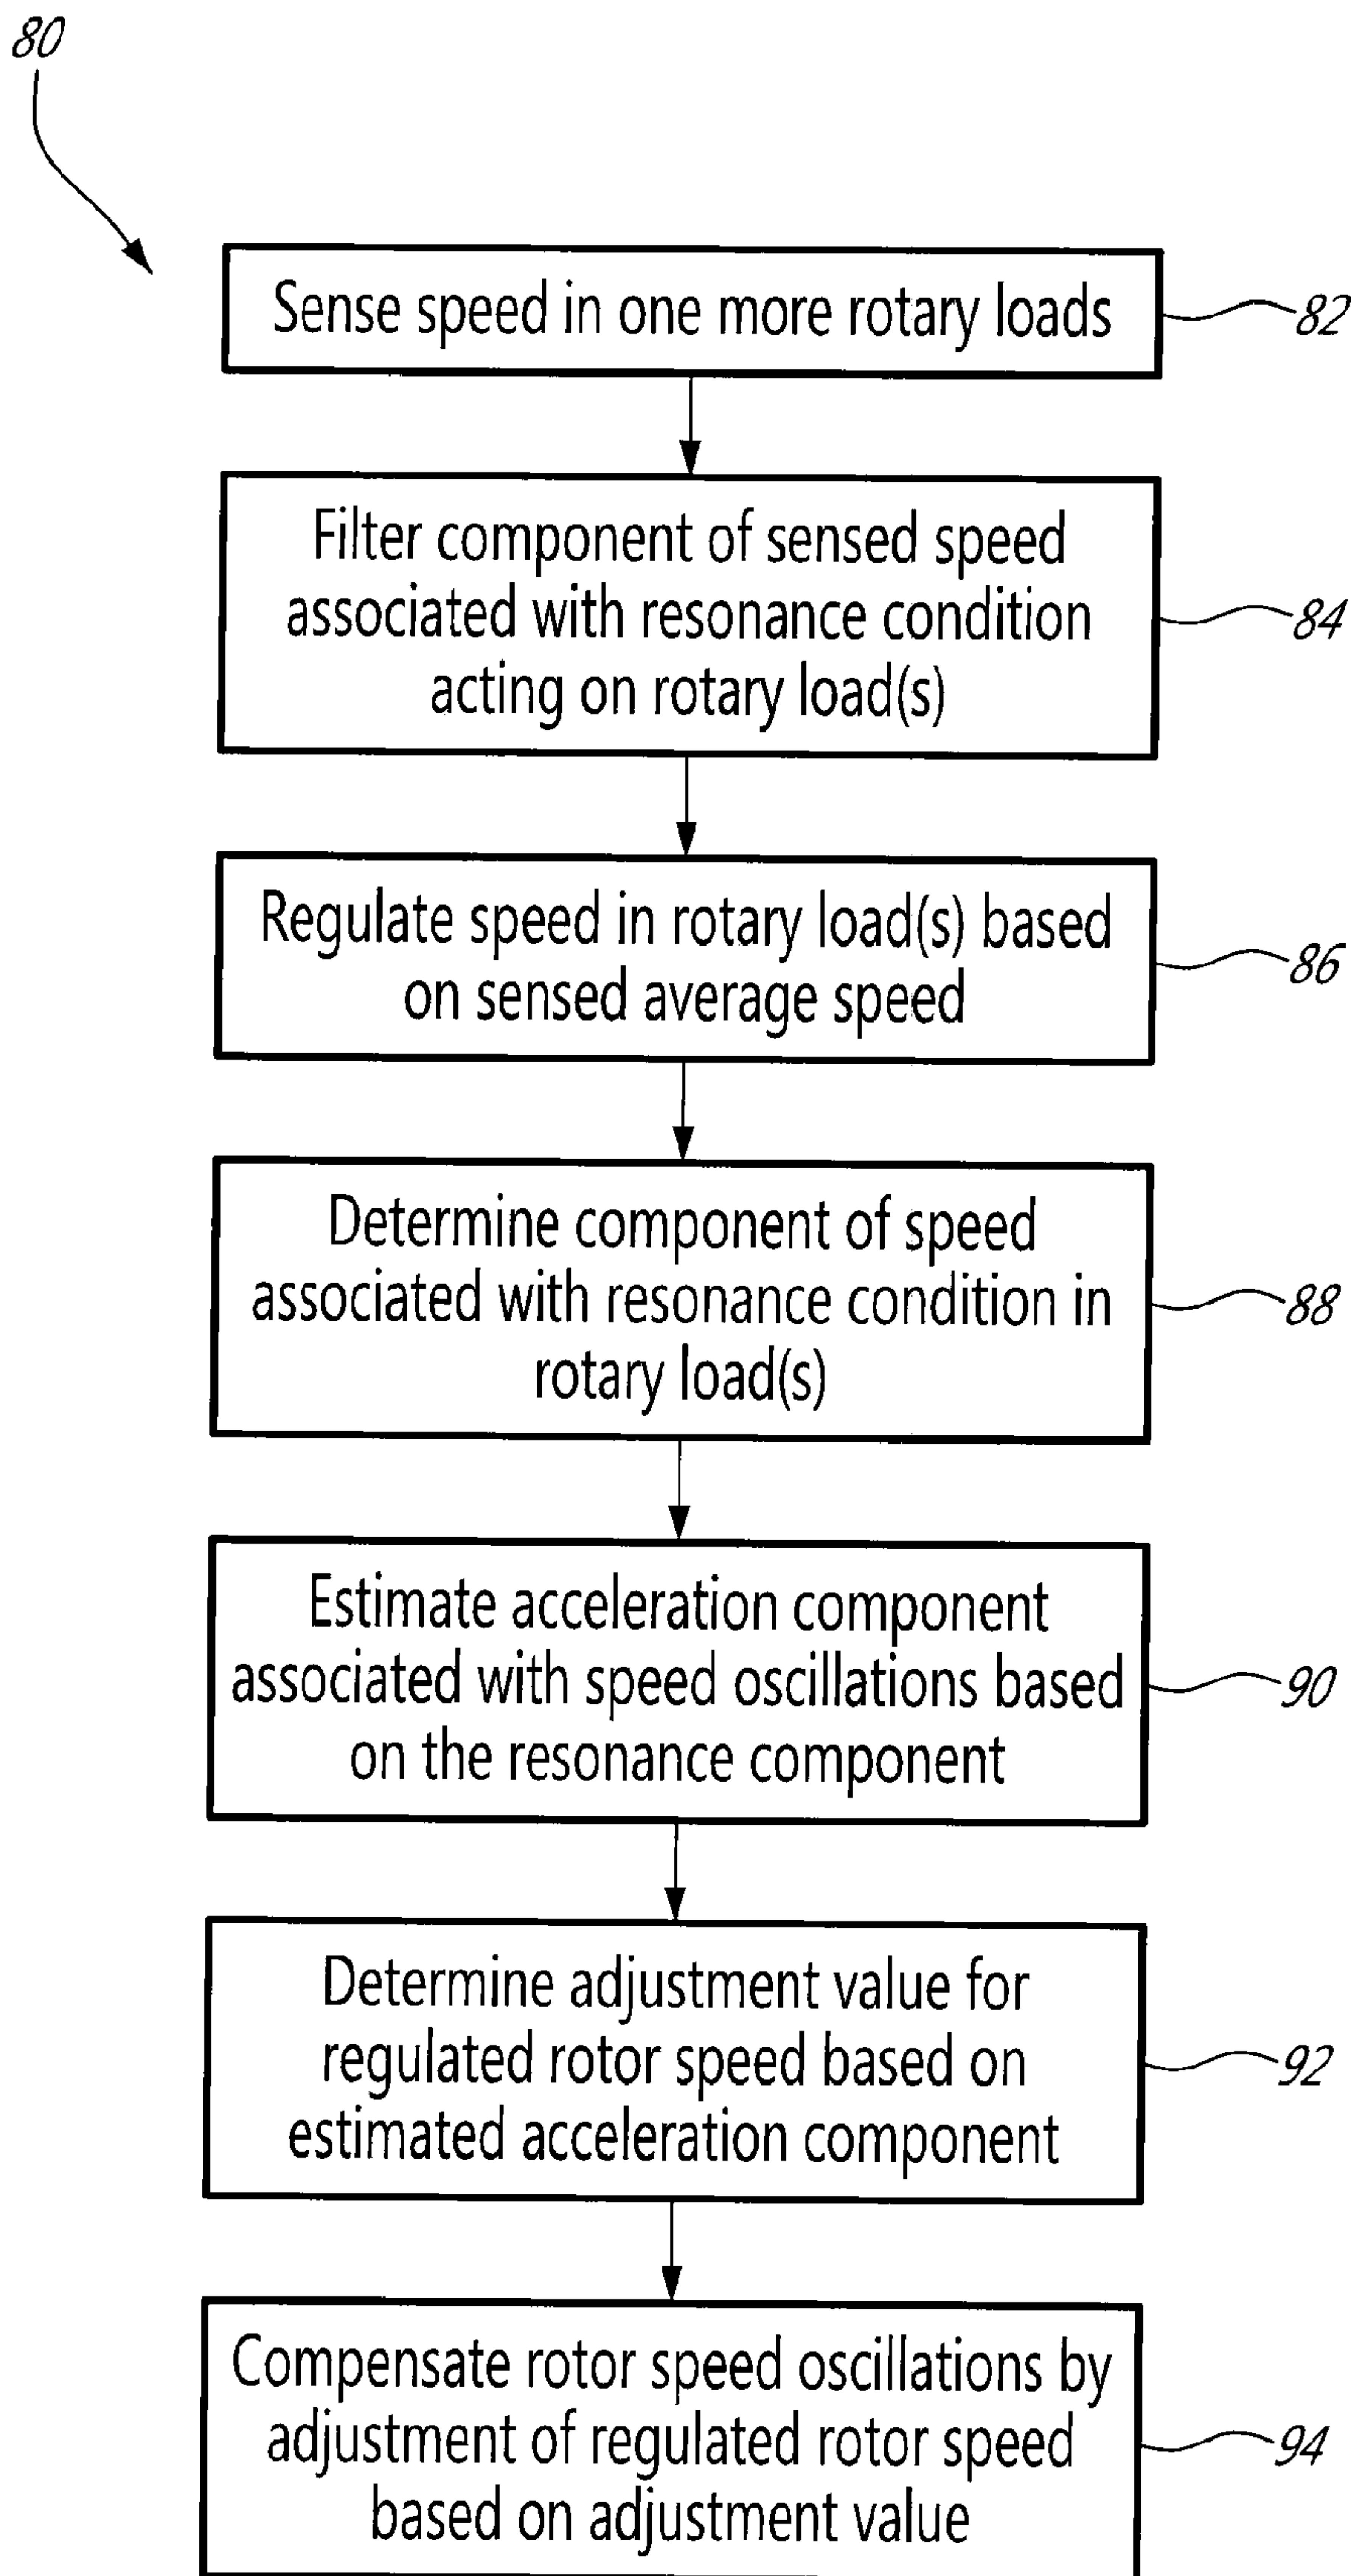 80
Sense speed in one more rotary loads
82
Filter component of sensed speed
associated with resonance condition
acting on rotary load(s)
84
Regulate speed in rotary load(s) based
on sensed average speed
86
Determine component of speed
associated with resonance condition in
rotary load(s)
88
Estimate acceleration component
associated with speed oscillations based
on the resonance component
90
Determine adjustment value for
regulated rotor speed based on
estimated acceleration component
92
Compensate rotor speed oscillations by
adjustment of regulated rotor speed
based on adjustment value
94